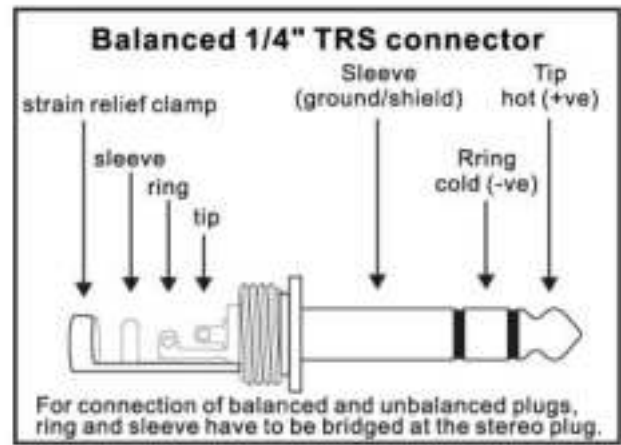 Balanced 1/4" TRS connector
Sleeve
(ground/shield)
Tip
hot (+ve)
strain relief clamp
sleeve
ring
tip
Rring
cold (-ve)
For connection of balanced and unbalanced plugs,
ring and sleeve have to be bridged at the stereo plug.